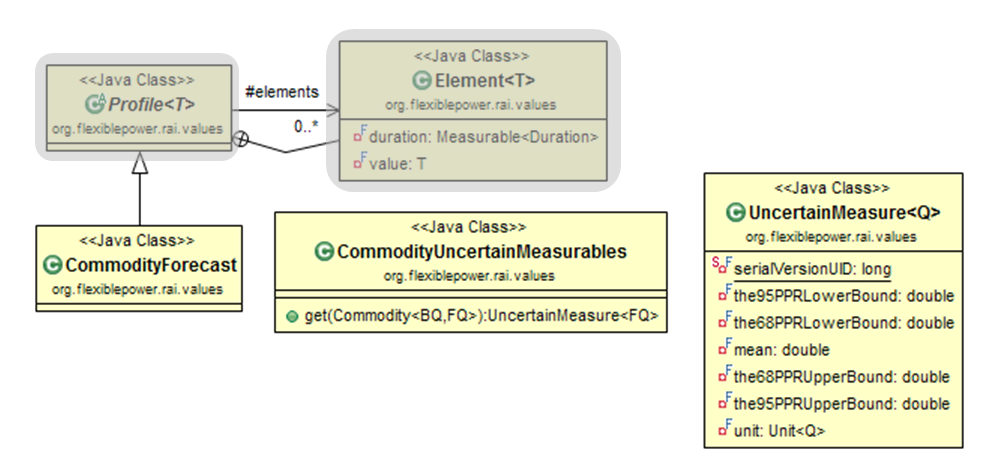 <<Java Class>>
Profile<T>
org.flexiblepower.rai.values
#elements
0..*
<<Java Class>>
Element<T>
org.flexiblepower.rai.values
duration: Measurable<Duration>
value: T
<<Java Class>>
CommodityForecast
org.flexiblepower.rai.values
<<Java Class>>
CommodityUncertainMeasurables
org.flexiblepower.rai.values
get(Commodity<BQ,FQ>):UncertainMeasure<FQ>
<<Java Class>>
UncertainMeasure<Q>
org.flexiblepower.rai.values
serialVersionUID: long
the95PPRLowerBound: double
the68PPRLowerBound: double
mean: double
the68PPRUpperBound: double
the95PPRUpperBound: double
unit: Unit<Q>